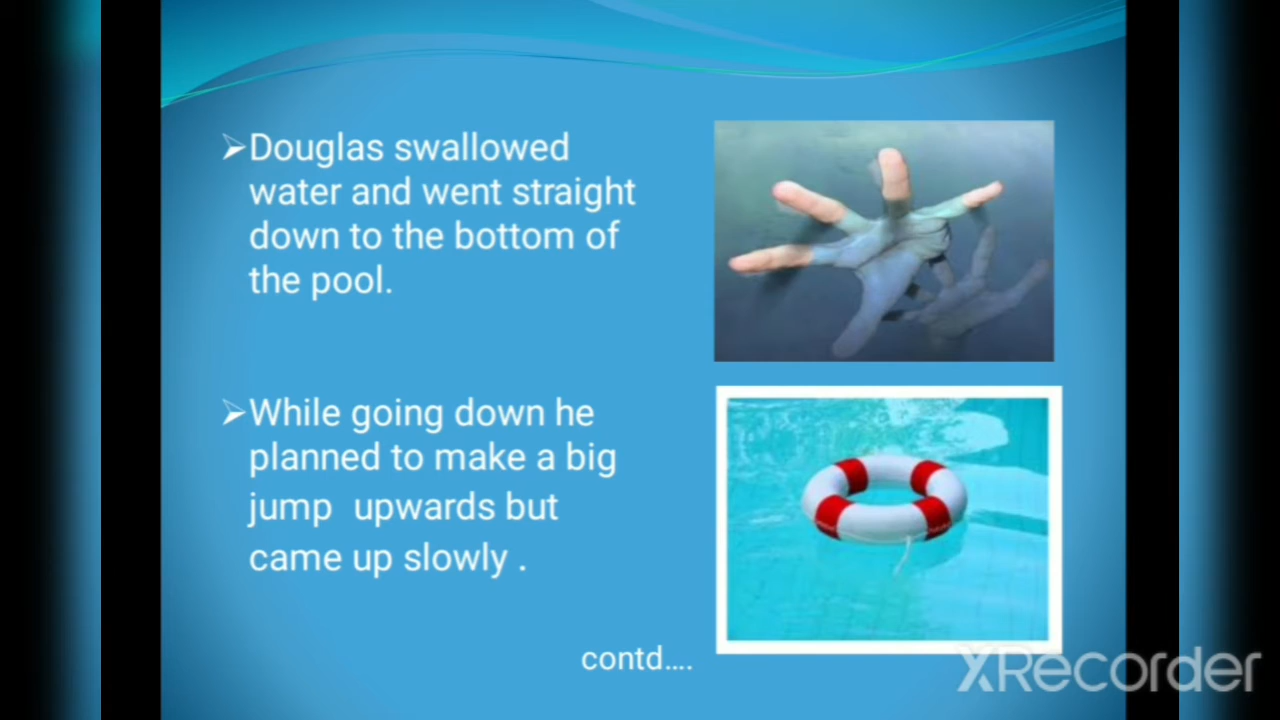 ➢Douglas swallowed
water and went straight
down to the bottom of
the pool.
➢While going down he
planned to make a big
jump upwards but
came up slowly .
contd....
XRecorder